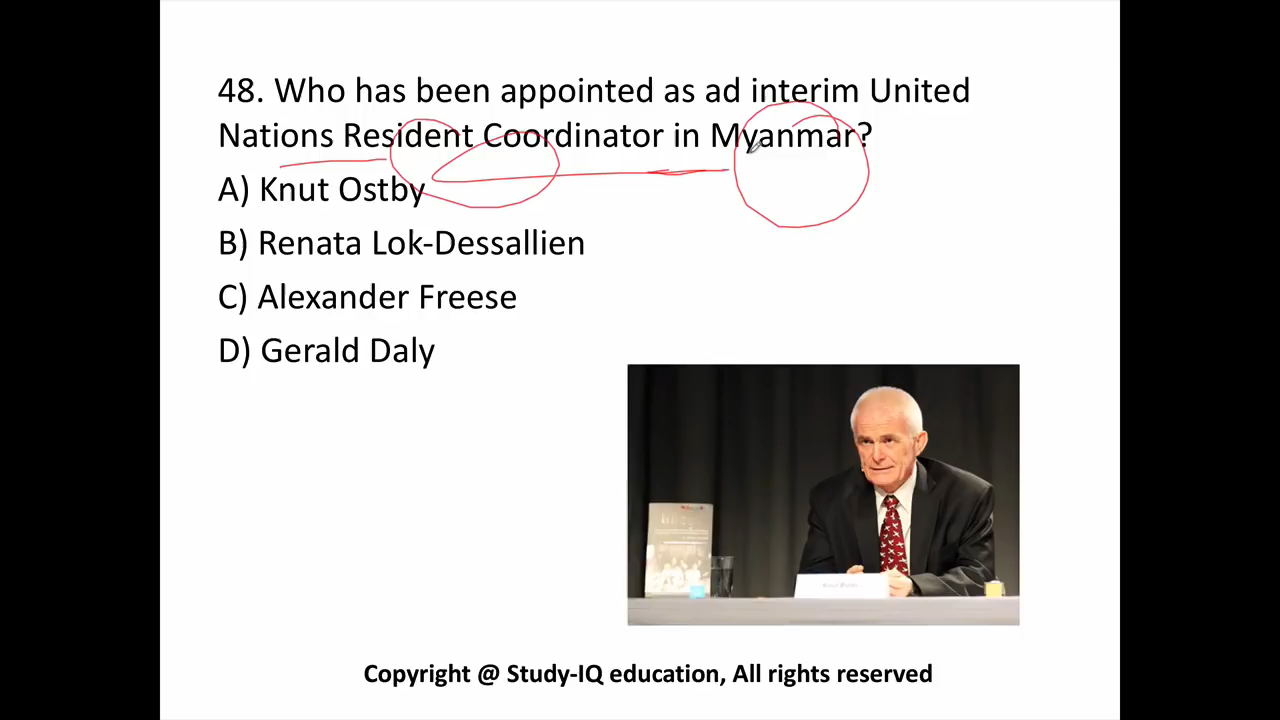 48. Who has been appointed as ad interim United
Nations Resident Coordinator in Myanmar?
A) Knut Ostby
B) Renata Lok-Dessallien
C) Alexander Freese
D) Gerald Daly
Copyright @ Study-IQ education, All rights reserved